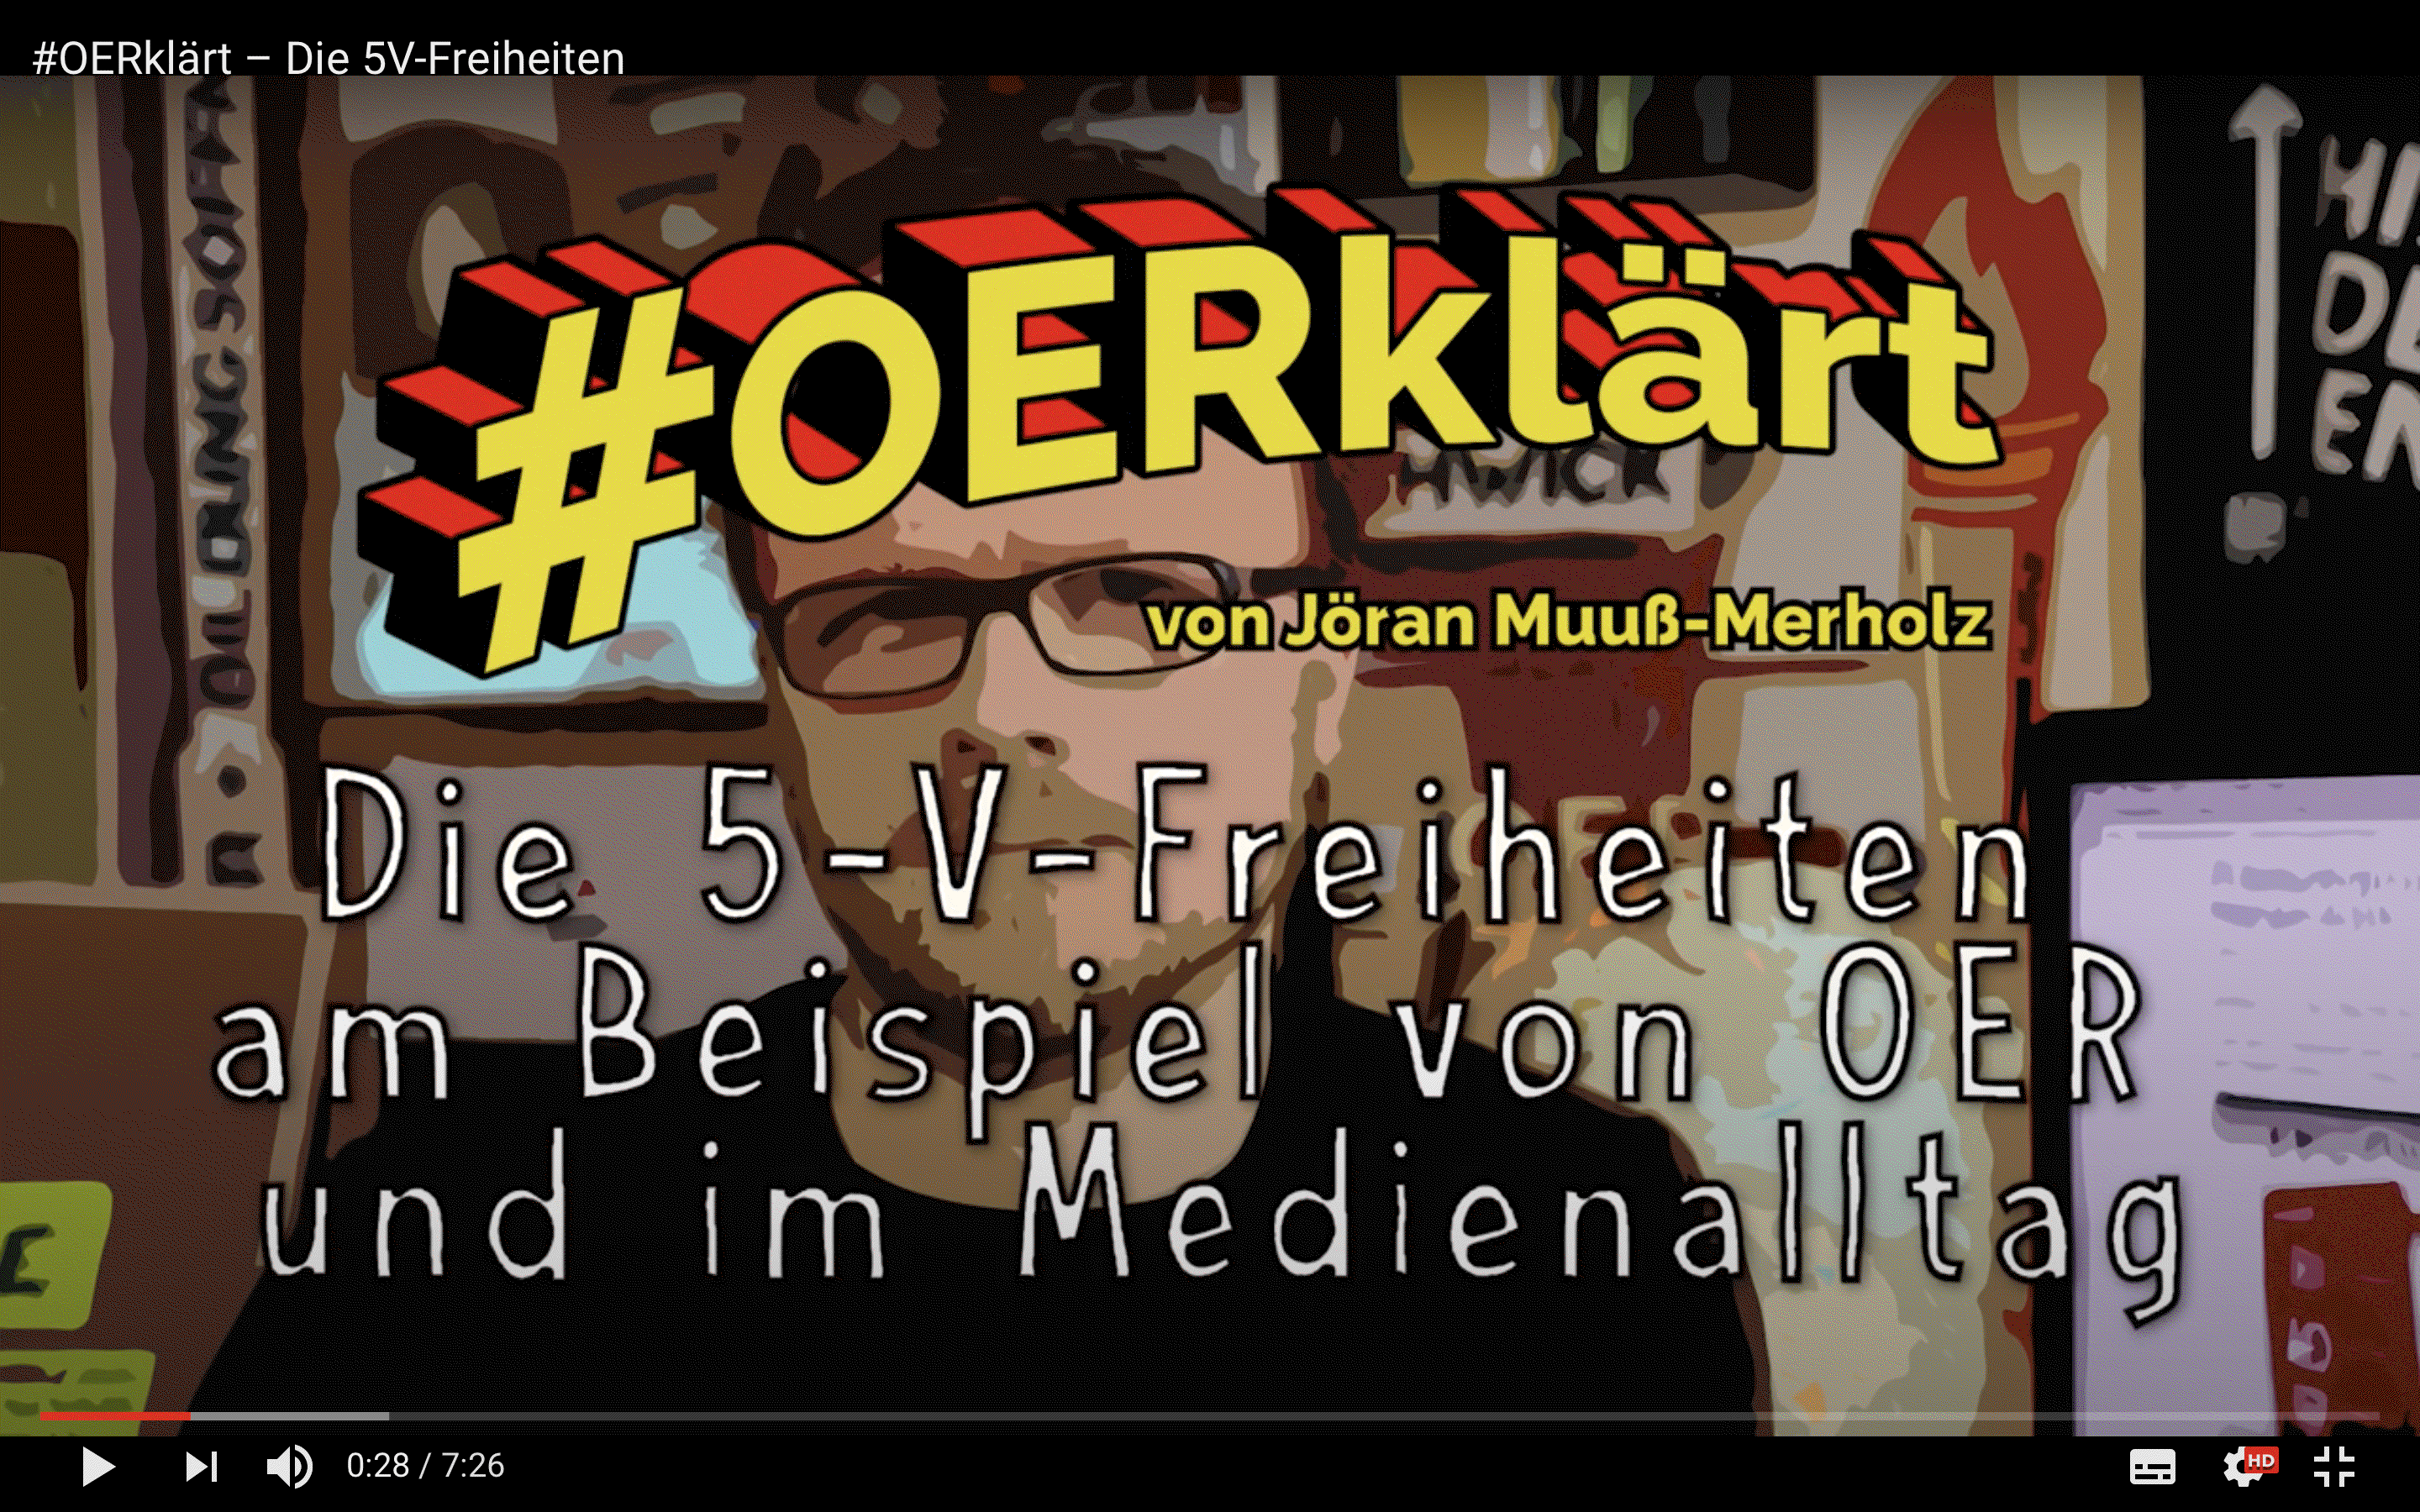 #OERklärt – Die 5V-Freiheiten
#OERklärt
von Jöran Muuß-Merholz
Die 5-V-Freiheiten
am Beispiel von OER
und im Medienalltag
0:28 / 7:26
HD